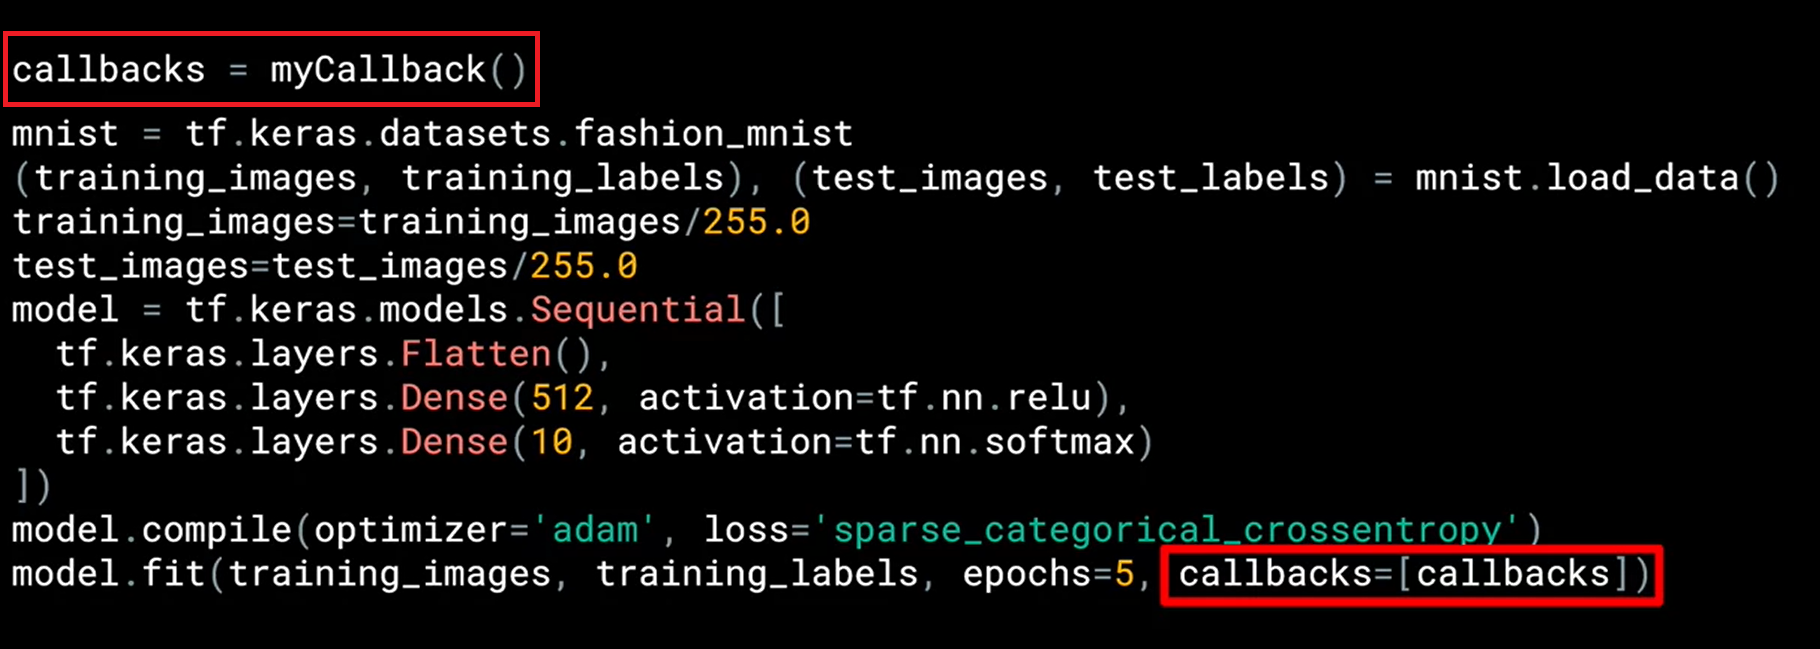 callbacks = myCallback()
mnist = tf.keras.datasets.fashion_mnist
(training_images, training_labels), (test_images, test_labels) = mnist.load_data()
training_images=training_images/255.0
test_images=test_images/255.0
model = tf.keras.models.Sequential([
  tf.keras.layers.Flatten(),
  tf.keras.layers.Dense(512, activation=tf.nn.relu),
  tf.keras.layers.Dense(10, activation=tf.nn.softmax)
])
model.compile(optimizer='adam', loss='sparse_categorical_crossentropy')
model.fit(training_images, training_labels, epochs=5, callbacks=[callbacks])